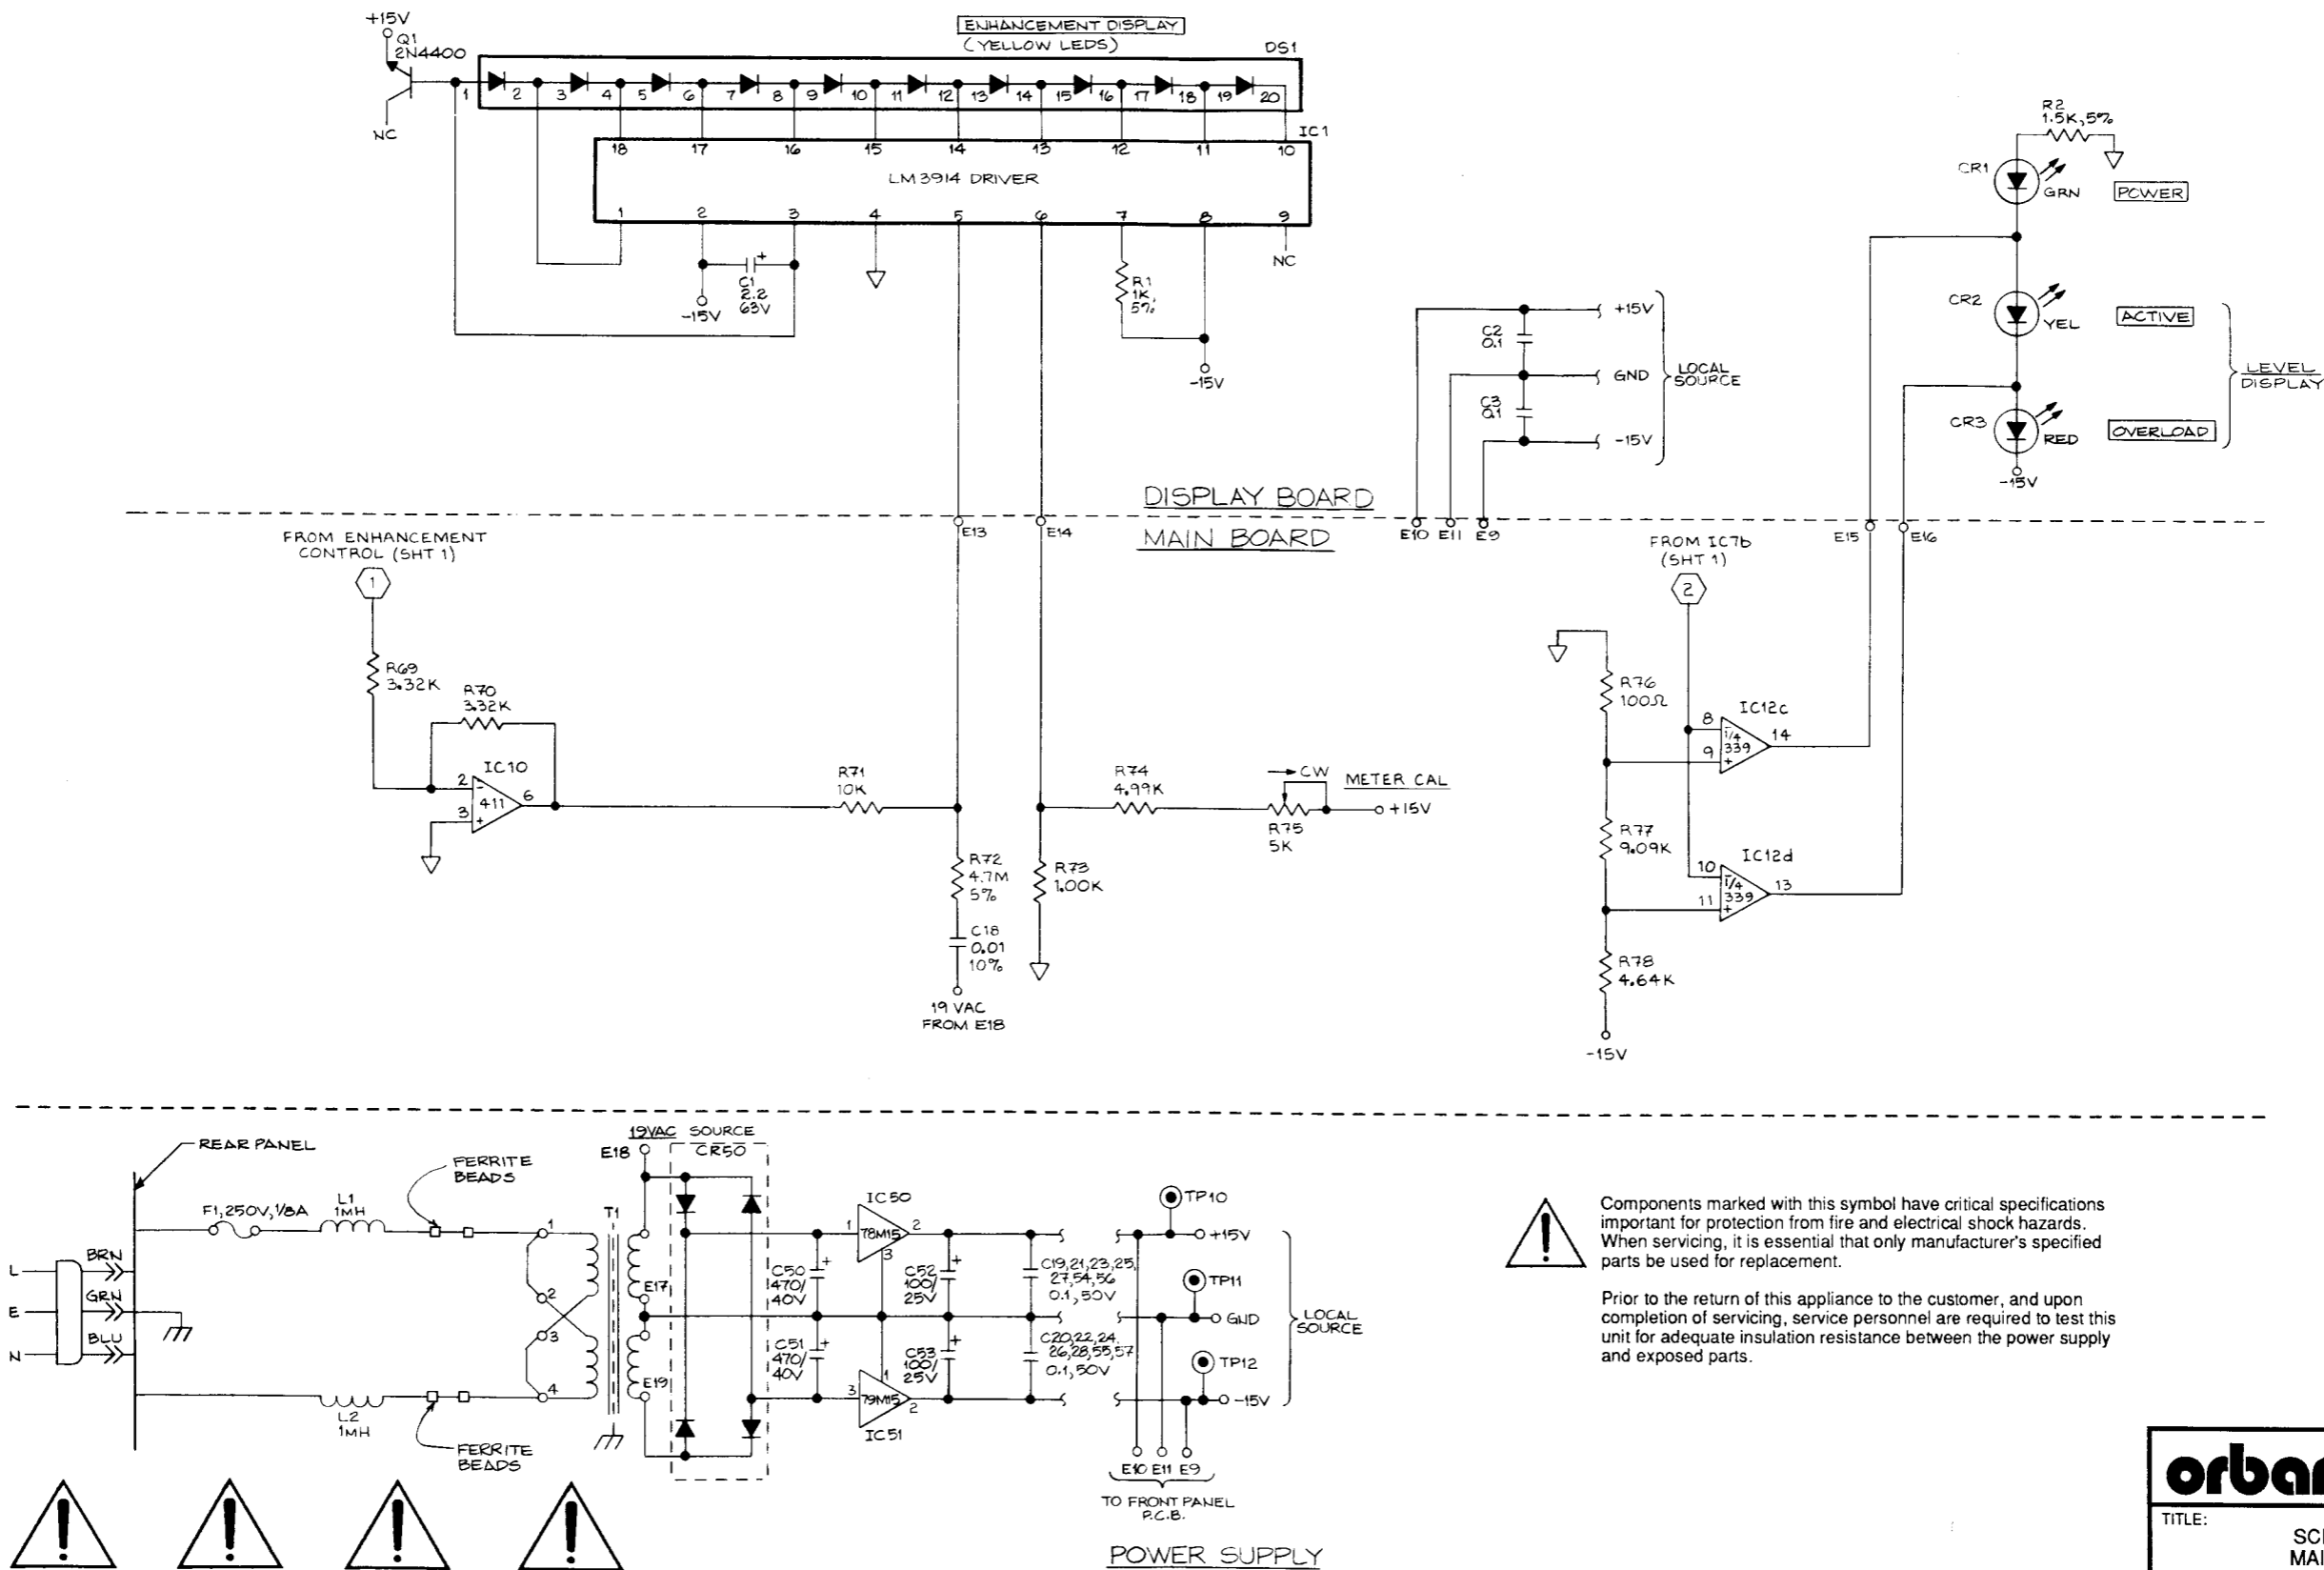 +15V
Q1
2N4400
NC
ENHANCEMENT DISPLAY
(YELLOW LEDS)
DS1
1 2 3 4 5 6 7 8 9 10 11 12 13 14 15 16 17 18 19 20
IC1
18 17 16 15 14 13 12 11 10
LM3914 DRIVER
1 2 3 4 5 6 7 8 9
C1
2.2
63V
-15V
R1
1K,
5%
-15V
NC
C2
0.1
C3
0.1
+15V
GND
-15V
LOCAL
SOURCE
R2
1.5K, 5%
CR1
GRN
POWER
CR2
YEL
ACTIVE
CR3
RED
OVERLOAD
-15V
LEVEL
DISPLAY
DISPLAY BOARD
MAIN BOARD
E13
E14
E10 E11 E9
E15
E16
FROM ENHANCEMENT
CONTROL (SHT 1)
1
R69
3.32K
R70
3.32K
IC10
2
-
411
6
3
+
R71
10K
R72
4.7M
5%
C18
0.01
10%
19 VAC
FROM E18
R73
1.00K
R74
4.99K
CW
METER CAL
R75
5K
+15V
FROM IC7b
(SHT 1)
2
R76
100Ω
IC12c
8
-
1/4
339
9
+
14
R77
9.09K
IC12d
10
-
1/4
339
11
+
13
R78
4.64K
-15V
REAR PANEL
FERRITE
BEADS
F1, 250V, 1/8A
L1
1MH
L
E
N
BRN
GRN
BLU
L2
1MH
FERRITE
BEADS
1
2
3
4
T1
19VAC SOURCE
E18
CR50
E17
E19
C50
470/
40V
C51
470/
40V
IC50
1
78M15
2
3
C52
100/
25V
C53
100/
25V
1
3
79M15
2
IC51
C19,21,23,25,
27,54,56
0.1, 50V
C20,22,24,
26,28,55,57
0.1, 50V
TP10
+15V
TP11
GND
TP12
-15V
LOCAL
SOURCE
E10 E11 E9
TO FRONT PANEL
P.C.B.
POWER SUPPLY
Components marked with this symbol have critical specifications
important for protection from fire and electrical shock hazards.
When servicing, it is essential that only manufacturer's specified
parts be used for replacement.
Prior to the return of this appliance to the customer, and upon
completion of servicing, service personnel are required to test this
unit for adequate insulation resistance between the power supply
and exposed parts.
TITLE: